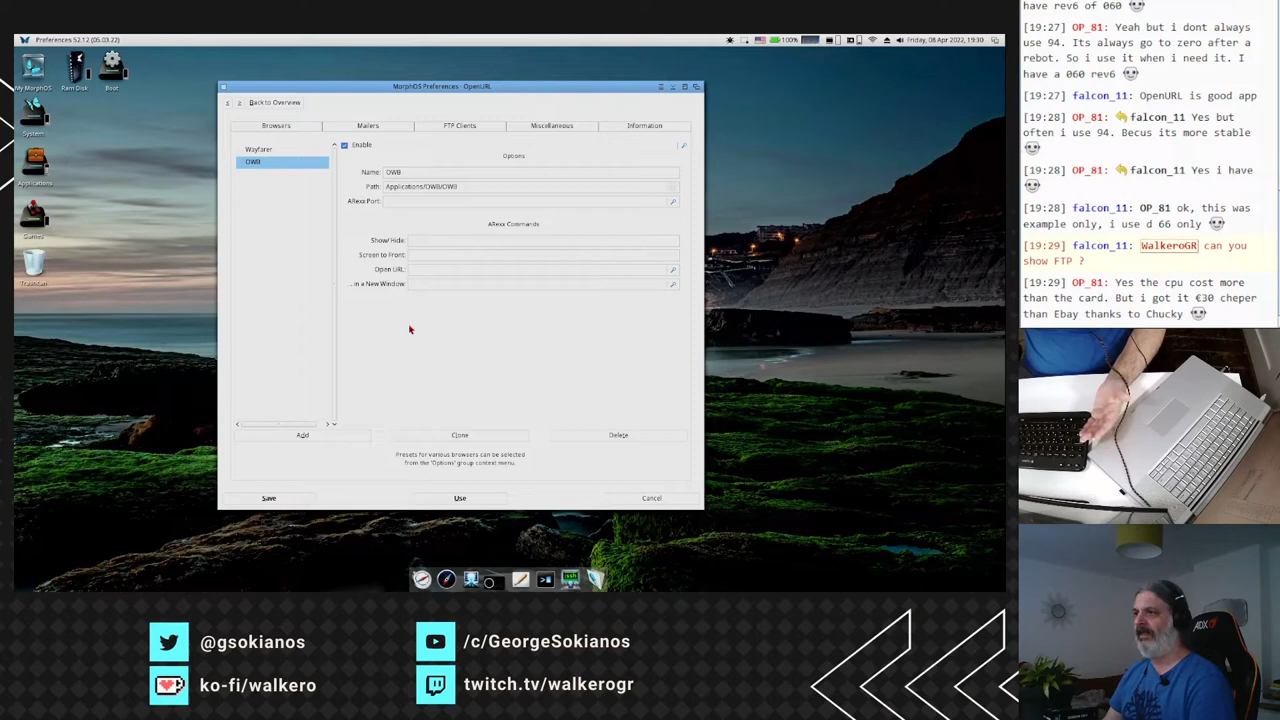 Preferences 52.12 (05.03.22)
100%
Friday, 08 Apr 2022, 19:30
My MorphOS
Ram Disk
Boot
System
Applications
Games
Trashcan
MorphOS Preferences - OpenURL
Back to Overview
Browsers
Mailers
FTP Clients
Miscellaneous
Information
Wayfarer
OWB
Enable
Options
Name: OWB
Path: Applications/OWB/OWB
ARexx Port:
ARexx Commands
Show/Hide:
Screen to Front:
Open URL:
... in a New Window:
Add
Clone
Delete
Presets for various browsers can be selected
from the 'Options' group context menu.
Save
Use
Cancel
have rev6 of 060
[19:27] OP_81: Yeah but i dont always
use 94. Its always go to zero after a
rebot. So i use it when i need it. I
have a 060 rev6
[19:27] falcon_11: OpenURL is good app
[19:28] OP_81: falcon_11 Yes but
often i use 94. Becus its more stable
[19:28] OP_81: falcon_11 Yes i have
[19:28] falcon_11: OP_81 ok, this was
example only, i use d 66 only
[19:29] falcon_11: WalkeroGR can you
show FTP ?
[19:29] OP_81: Yes the cpu cost more
than the card. But i got it €30 cheper
than Ebay thanks to Chucky
ADX
@gsokianos
/c/GeorgeSokianos
ko-fi/walkero
twitch.tv/walkerogr